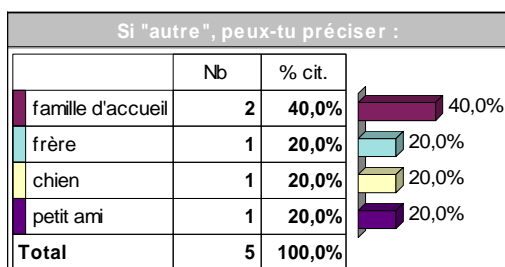 Si "autre", peux-tu préciser :
Nb % cit.
famille d'accueil 2 40,0% 40,0%
frère 1 20,0% 20,0%
chien 1 20,0% 20,0%
petit ami 1 20,0% 20,0%
Total 5 100,0%